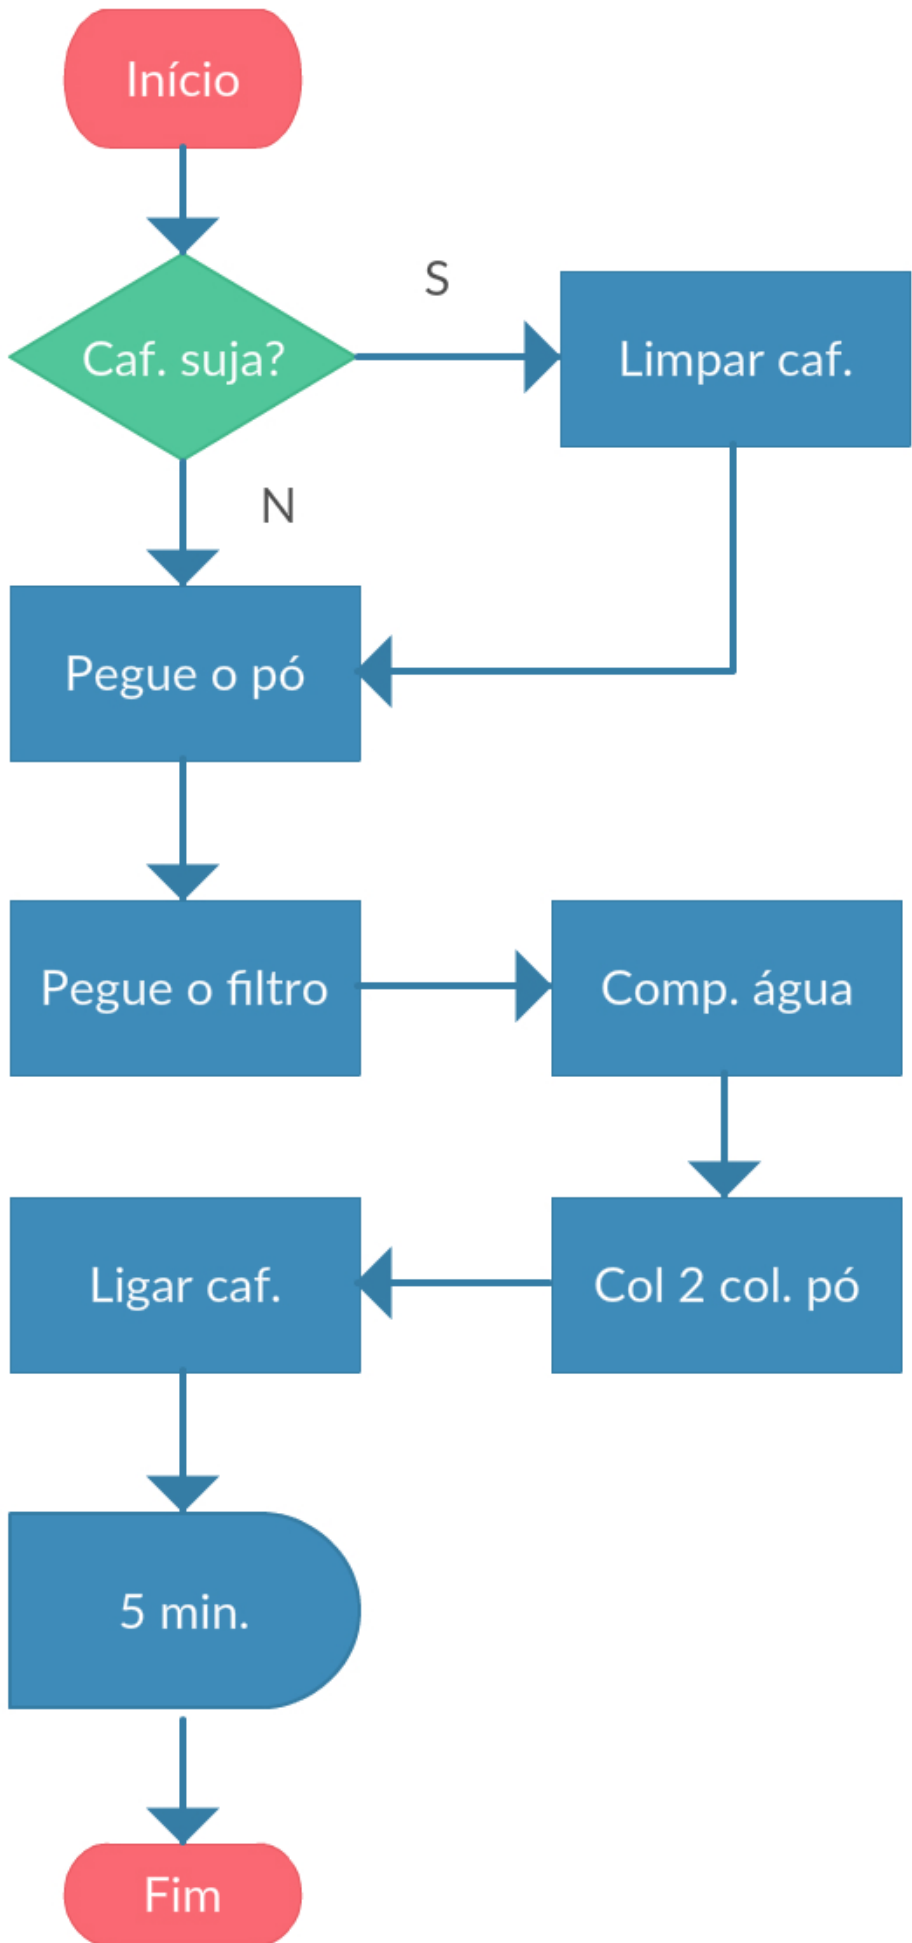 Início
Caf. suja?
S
Limpar caf.
N
Pegue o pó
Pegue o filtro
Comp. água
Col 2 col. pó
Ligar caf.
5 min.
Fim